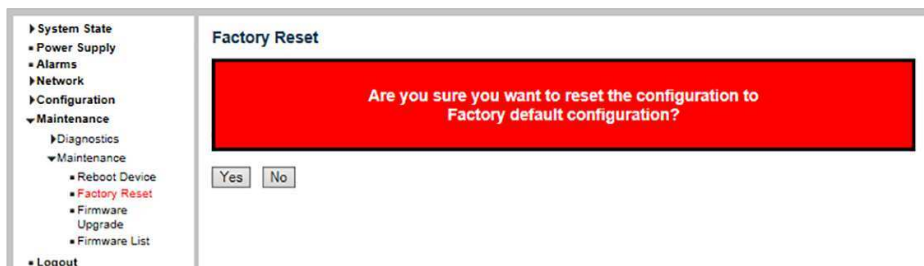 System State
Power Supply
Alarms
Network
Configuration
Maintenance
Diagnostics
Maintenance
Reboot Device
Factory Reset
Firmware
Upgrade
Firmware List
Logout
Factory Reset
Are you sure you want to reset the configuration to
Factory default configuration?
Yes No